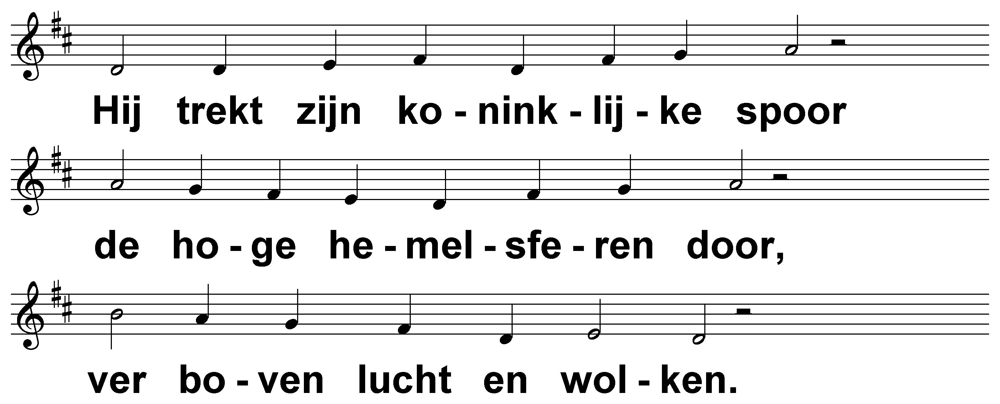 Hij trekt zijn ko - nink - lij - ke spoor
de ho - ge he - mel - sfe - ren door,
ver bo - ven lucht en wol - ken.